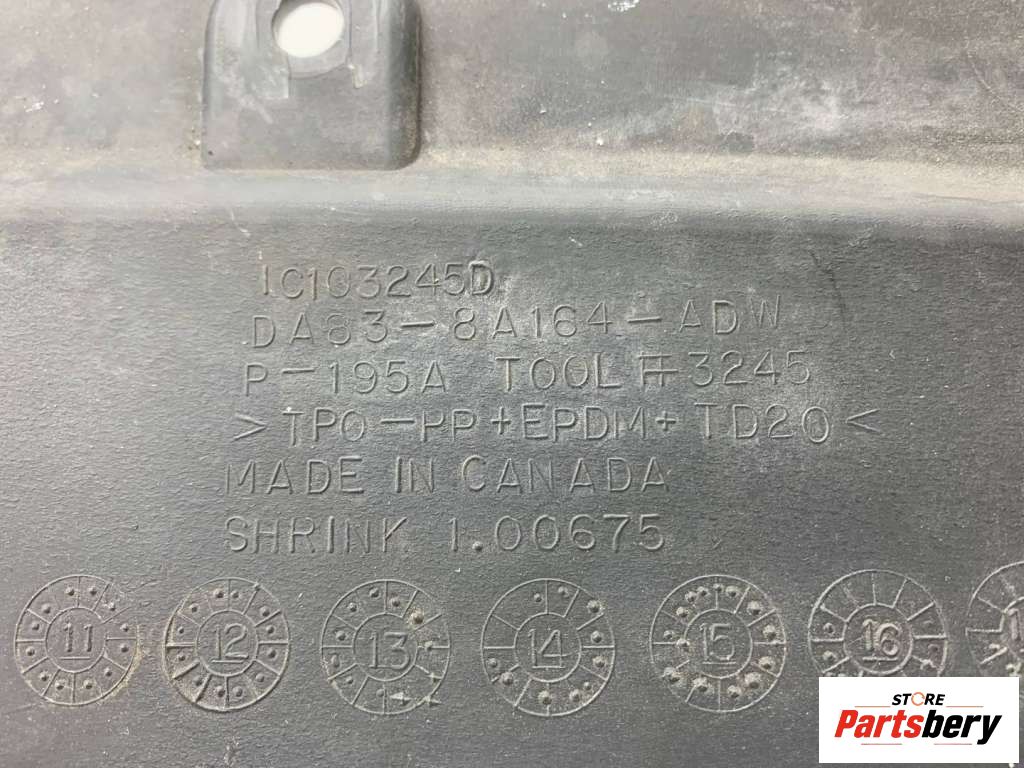 1C103245D
DA83-8A164-ADW
P-195A TOOL #3245
>TPO-PP+EPDM+TD20<
MADE IN CANADA
SHRINK 1.00675
11 12 13 14 15 16
STORE
Partsbery